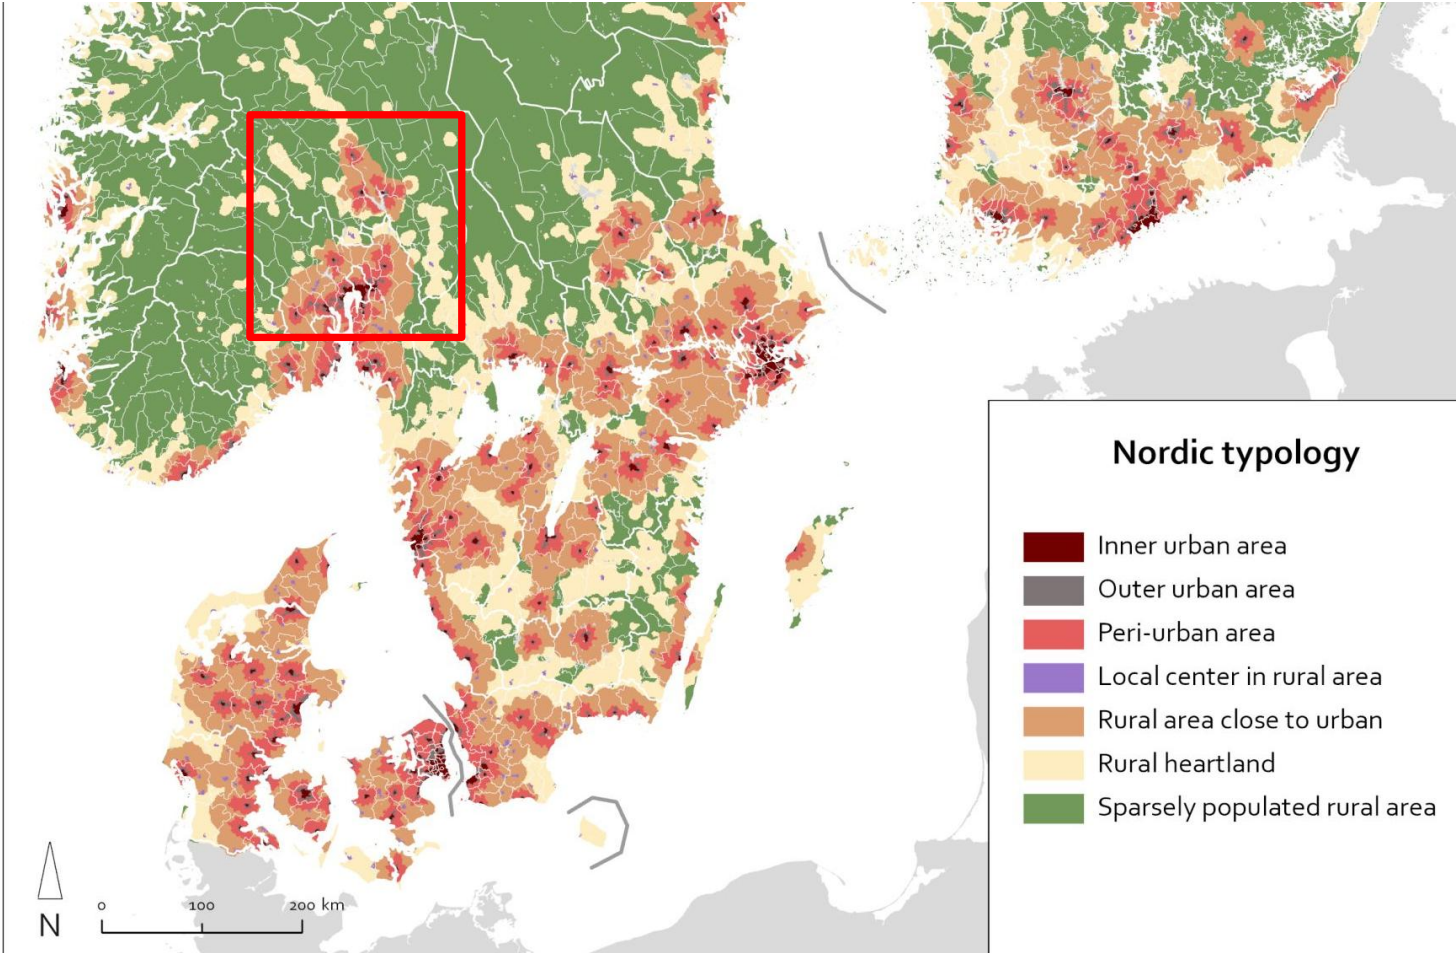 Nordic typology
Inner urban area
Outer urban area
Peri-urban area
Local center in rural area
Rural area close to urban
Rural heartland
Sparsely populated rural area
N
0 100 200 km